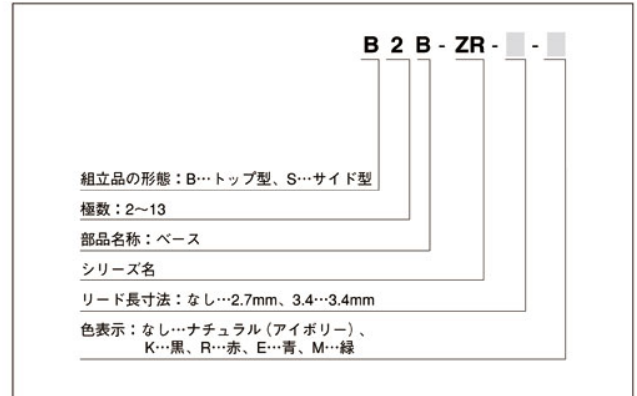 B 2 B - ZR - -
組立品の形態：B…トップ型、S…サイド型
極数：2〜13
部品名称：ベース
シリーズ名
リード長寸法：なし…2.7mm、3.4…3.4mm
色表示：なし…ナチュラル（アイボリー）、
K…黒、R…赤、E…青、M…緑